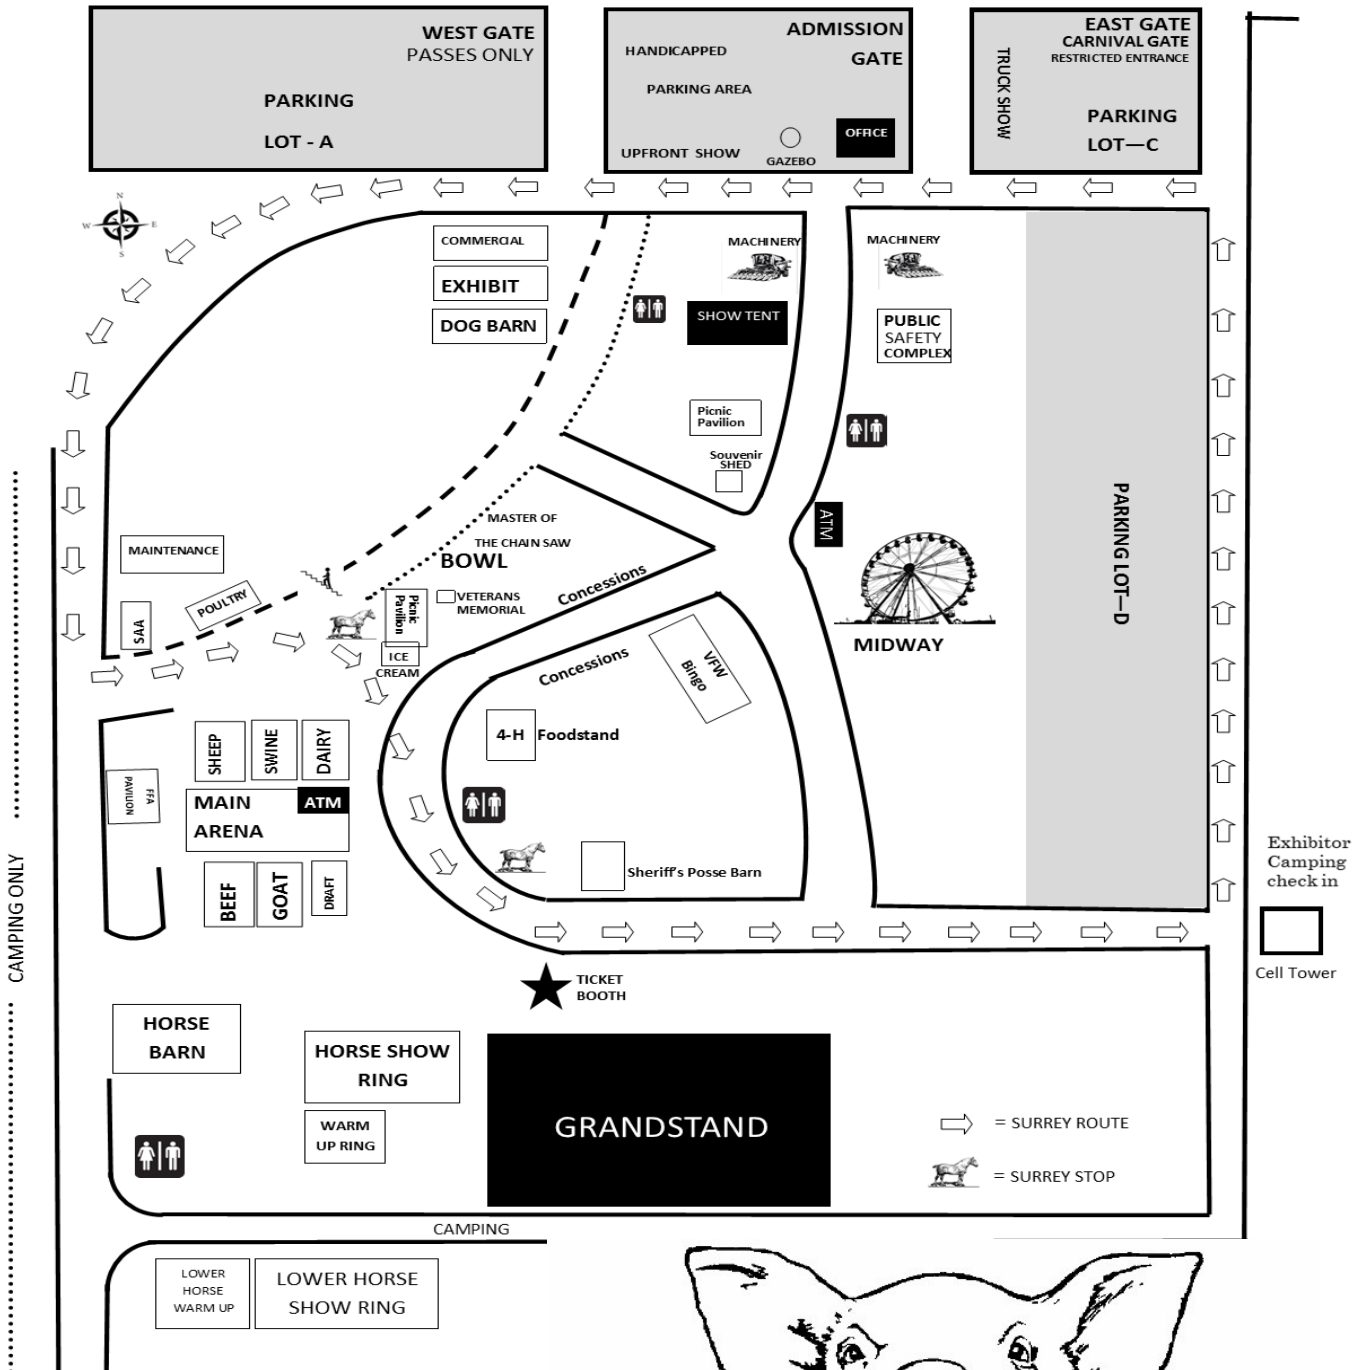 WEST GATE
PASSES ONLY
PARKING
LOT - A
HANDICAPPED
PARKING AREA
UPFRONT SHOW
ADMISSION
GATE
OFFICE
GAZEBO
EAST GATE
CARNIVAL GATE
RESTRICTED ENTRANCE
TRUCK SHOW
PARKING
LOT—C
N
W
E
S
COMMERCIAL
EXHIBIT
DOG BARN
MACHINERY
SHOW TENT
MACHINERY
PUBLIC
SAFETY
COMPLEX
Picnic
Pavilion
Souvenir
SHED
ATM
PARKING LOT—D
MASTER OF
THE CHAIN SAW
BOWL
MAINTENANCE
POULTRY
SAA
Picnic
Pavilion
VETERANS
MEMORIAL
ICE
CREAM
Concessions
Concessions
VFW
Bingo
MIDWAY
4-H Foodstand
SHEEP
SWINE
DAIRY
FFA
PAVILION
MAIN
ARENA
ATM
BEEF
GOAT
DRAFT
Sheriff's Posse Barn
CAMPING ONLY
Exhibitor
Camping
check in
Cell Tower
TICKET
BOOTH
HORSE
BARN
HORSE SHOW
RING
WARM
UP RING
GRANDSTAND
= SURREY ROUTE
= SURREY STOP
CAMPING
LOWER
HORSE
WARM UP
LOWER HORSE
SHOW RING